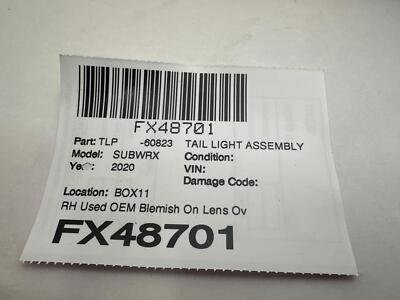 FX48701
Part: TLP -60823 TAIL LIGHT ASSEMBLY
Model: SUBWRX Condition:
Year: 2020 VIN:
Damage Code:
Location: BOX11
RH Used OEM Blemish On Lens Ov
FX48701